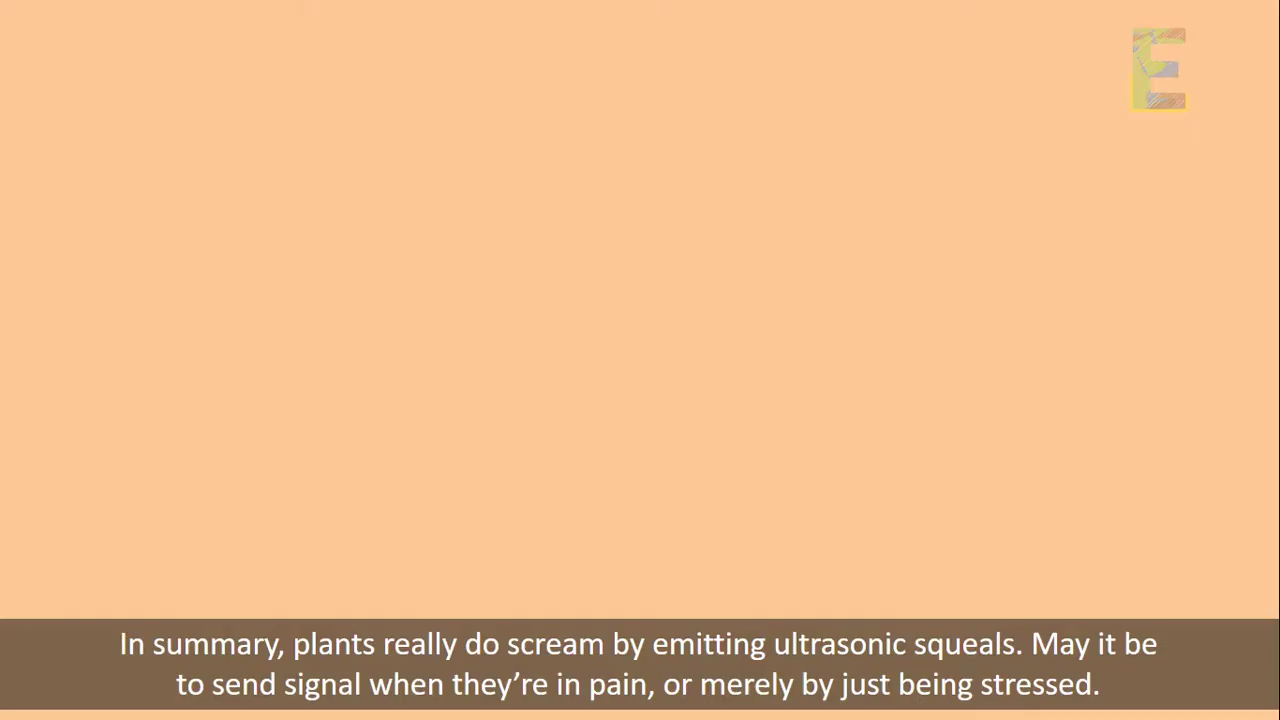 E
In summary, plants really do scream by emitting ultrasonic squeals. May it be
to send signal when they’re in pain, or merely by just being stressed.